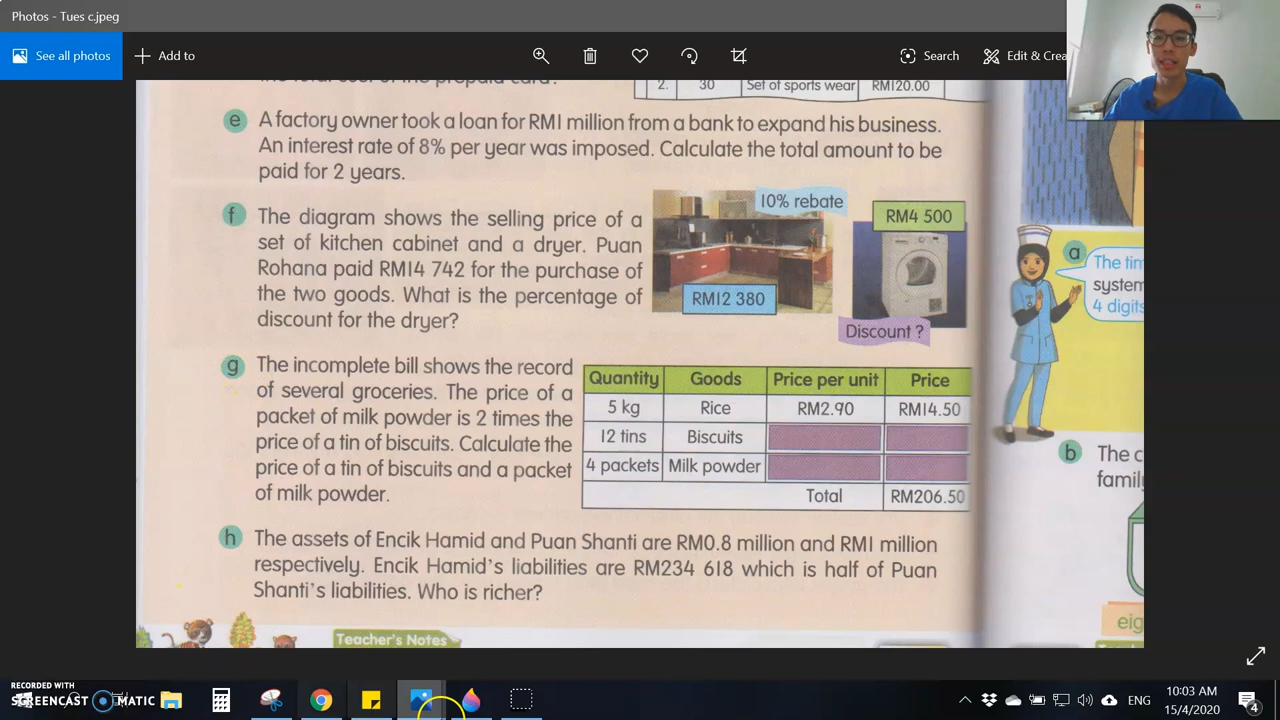 Photos - Tues c.jpeg
See all photos
Add to
Search
Edit & Crea
2. 30 Set of sports wear RM120.00
e A factory owner took a loan for RM1 million from a bank to expand his business.
An interest rate of 8% per year was imposed. Calculate the total amount to be
paid for 2 years.
f The diagram shows the selling price of a
set of kitchen cabinet and a dryer. Puan
Rohana paid RM14 742 for the purchase of
the two goods. What is the percentage of
discount for the dryer?
10% rebate
RM4 500
RM12 380
Discount ?
g The incomplete bill shows the record
of several groceries. The price of a
packet of milk powder is 2 times the
price of a tin of biscuits. Calculate the
price of a tin of biscuits and a packet
of milk powder.
Quantity Goods Price per unit Price
5 kg Rice RM2.90 RM14.50
12 tins Biscuits
4 packets Milk powder
Total RM206.50
h The assets of Encik Hamid and Puan Shanti are RM0.8 million and RM1 million
respectively. Encik Hamid's liabilities are RM234 618 which is half of Puan
Shanti's liabilities. Who is richer?
Teacher's Notes
a The tim
system
4 digits
b The c
family
eig
RECORDED WITH
SCREENCAST MATIC
ENG
10:03 AM
15/4/2020
4